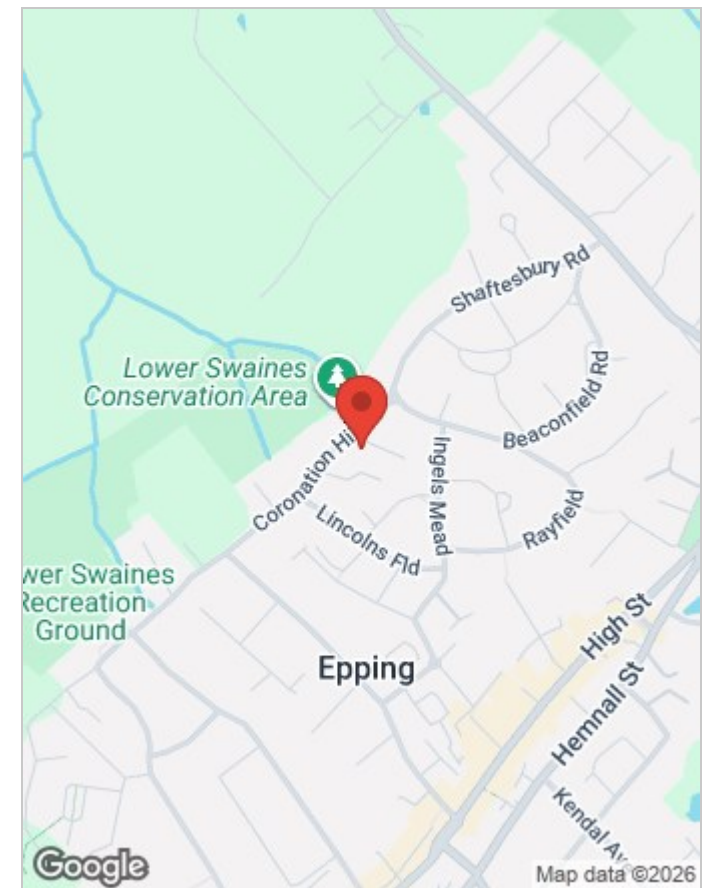 Shaftesbury Rd
Lower Swaines
Conservation Area
Beaconfield Rd
Coronation Hi
Ingels Mead
Lincolns Fld
Rayfield
wer Swaines
Recreation
Ground
High St
Epping
Hemnall St
Kendal Ave
Google
Map data ©2026